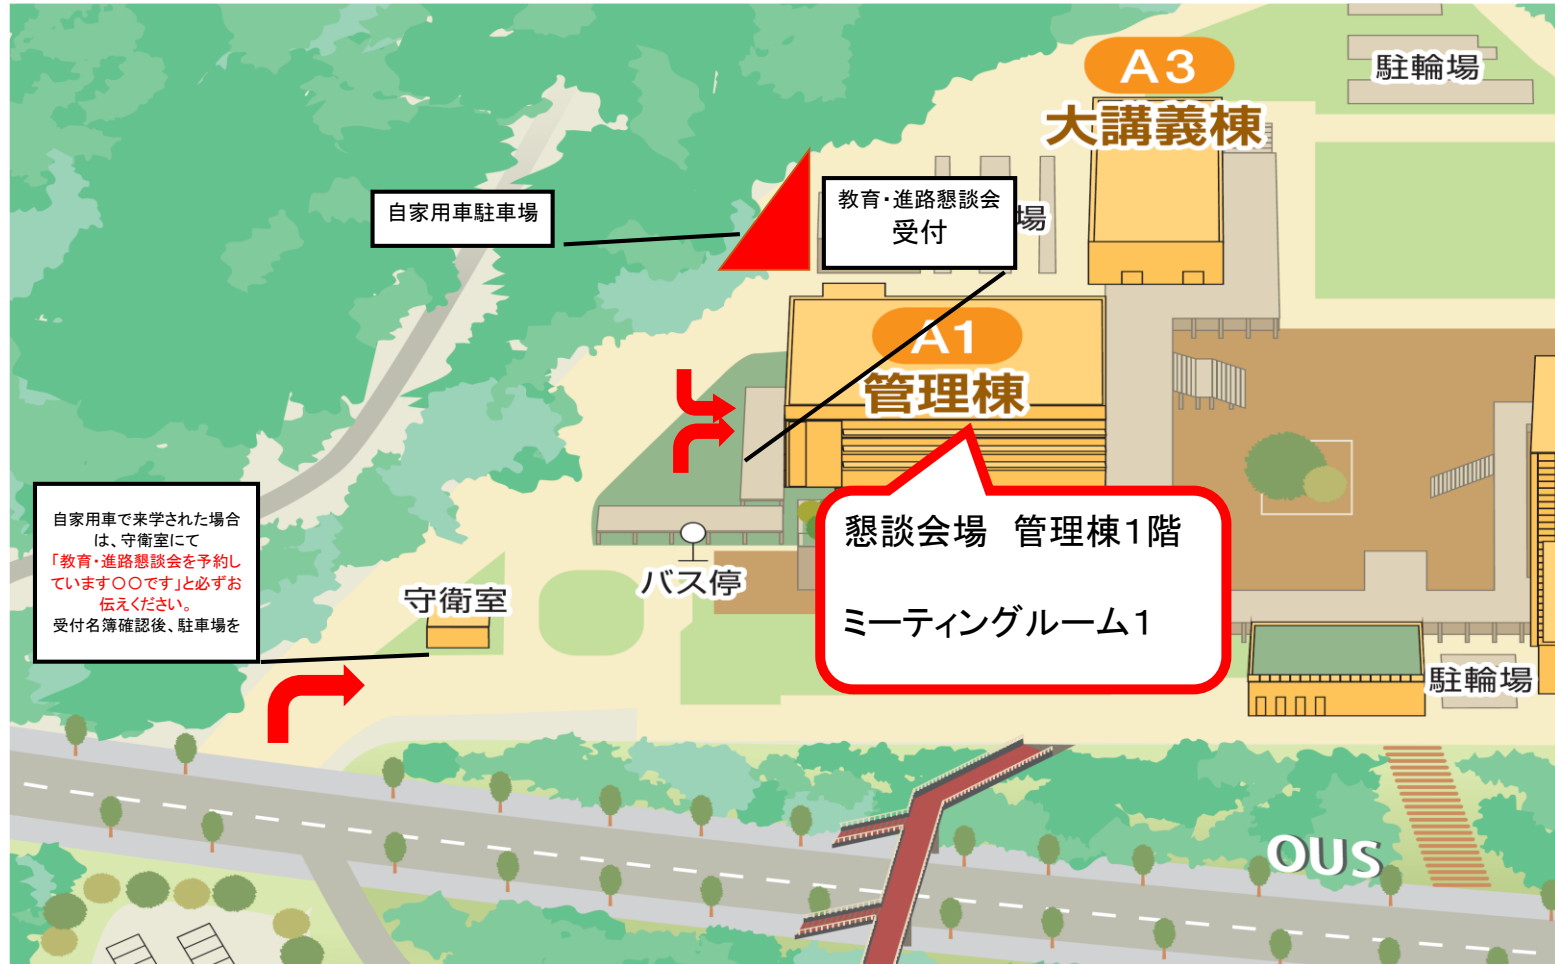 A3
大講義棟
駐輪場
自家用車駐車場
教育・進路懇談会
受付
場
A1
管理棟
自家用車で来学された場合
は、守衛室にて
「教育・進路懇談会を予約し
ています○○です」と必ずお
伝えください。
受付名簿確認後、駐車場を
懇談会場　管理棟1階
ミーティングルーム1
バス停
守衛室
駐輪場
OUS